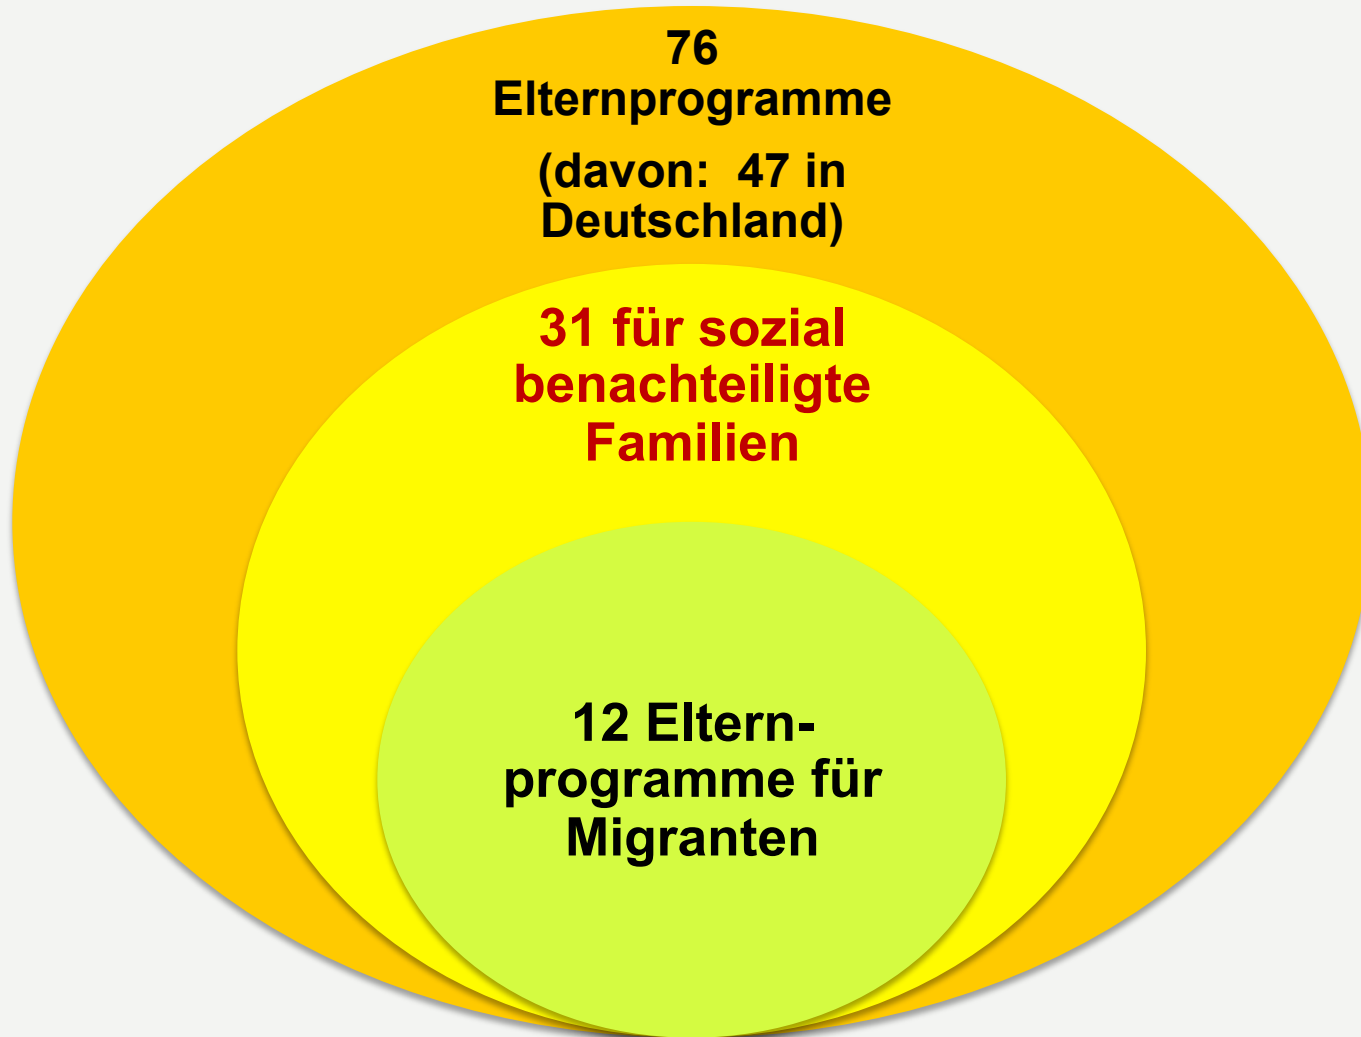 76
Elternprogramme
(davon:  47 in
Deutschland)
31 für sozial
benachteiligte
Familien
12 Eltern-
programme für
Migranten